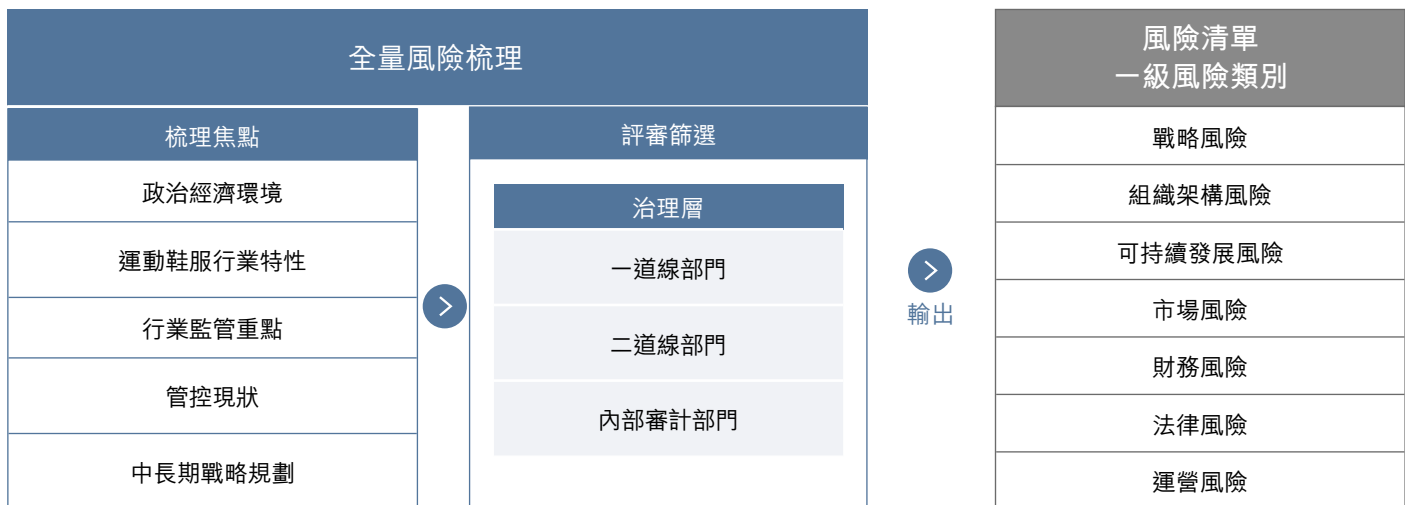 全量風險梳理
梳理焦點
政治經濟環境
運動鞋服行業特性
行業監管重點
管控現狀
中長期戰略規劃
評審篩選
治理層
一道線部門
二道線部門
內部審計部門
輸出
風險清單
一級風險類別
戰略風險
組織架構風險
可持續發展風險
市場風險
財務風險
法律風險
運營風險